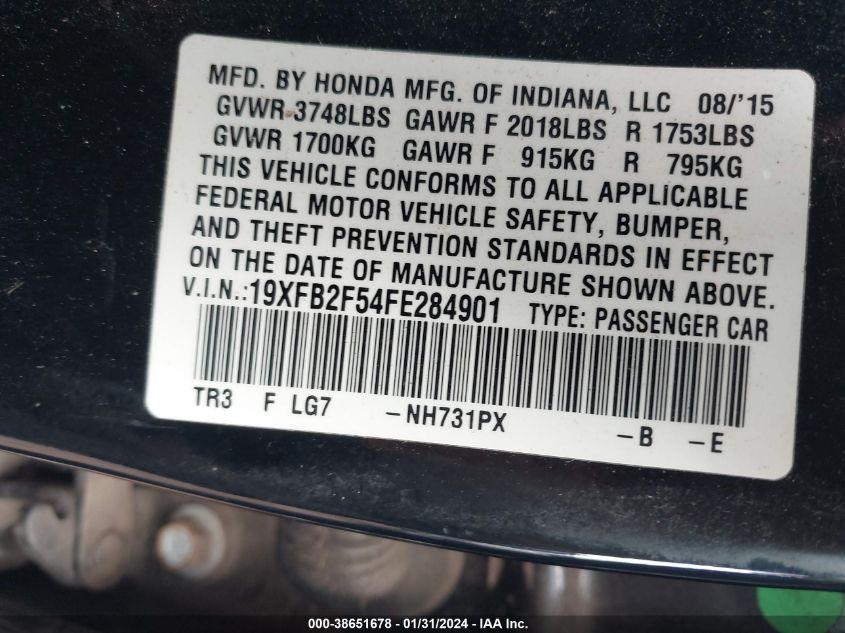 MFD. BY HONDA MFG. OF INDIANA, LLC 08/'15
GVWR 3748LBS GAWR F 2018LBS R 1753LBS
GVWR 1700KG GAWR F 915KG R 795KG
THIS VEHICLE CONFORMS TO ALL APPLICABLE
FEDERAL MOTOR VEHICLE SAFETY, BUMPER,
AND THEFT PREVENTION STANDARDS IN EFFECT
ON THE DATE OF MANUFACTURE SHOWN ABOVE.
V.I.N.:19XFB2F54FE284901 TYPE: PASSENGER CAR
TR3 F LG7 -NH731PX -B -E
000-38651678 - 01/31/2024 - IAA Inc.